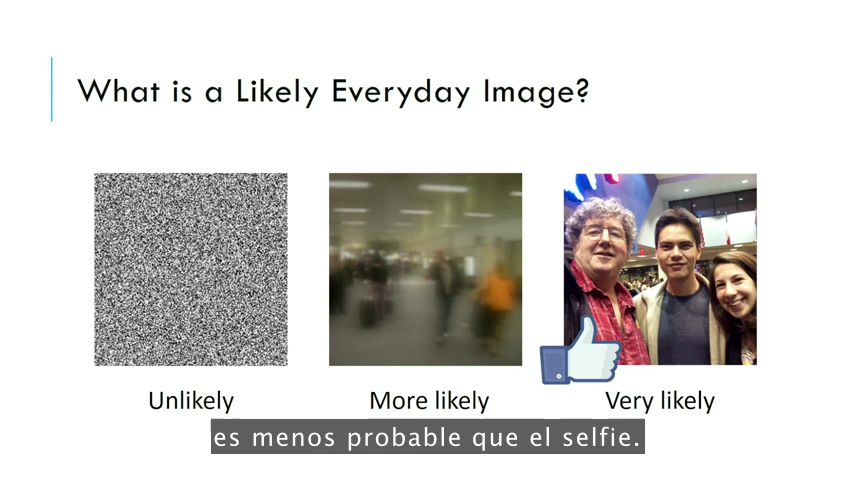 What is a Likely Everyday Image?
Unlikely
More likely
Very likely
es menos probable que el selfie.